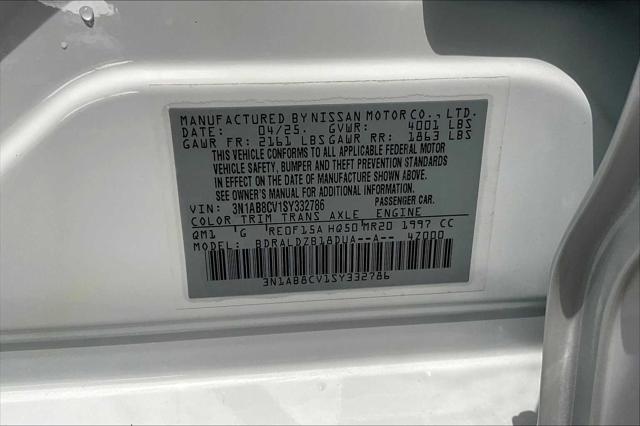 MANUFACTURED BY NISSAN MOTOR CO., LTD.
DATE: 04/25. GVWR: 4001 LBS
GAWR FR: 2161 LBS GAWR RR: 1863 LBS
THIS VEHICLE CONFORMS TO ALL APPLICABLE FEDERAL MOTOR
VEHICLE SAFETY, BUMPER AND THEFT PREVENTION STANDARDS
IN EFFECT ON THE DATE OF MANUFACTURE SHOWN ABOVE.
SEE OWNER'S MANUAL FOR ADDITIONAL INFORMATION.
VIN: 3N1AB8CV1SY332786 PASSENGER CAR.
COLOR TRIM TRANS AXLE ENGINE
QM1 G RE0F15A HQ50 MR20 1997 CC
MODEL: BDRALDZB18DUA--A-- 47000
3N1AB8CV1SY332786